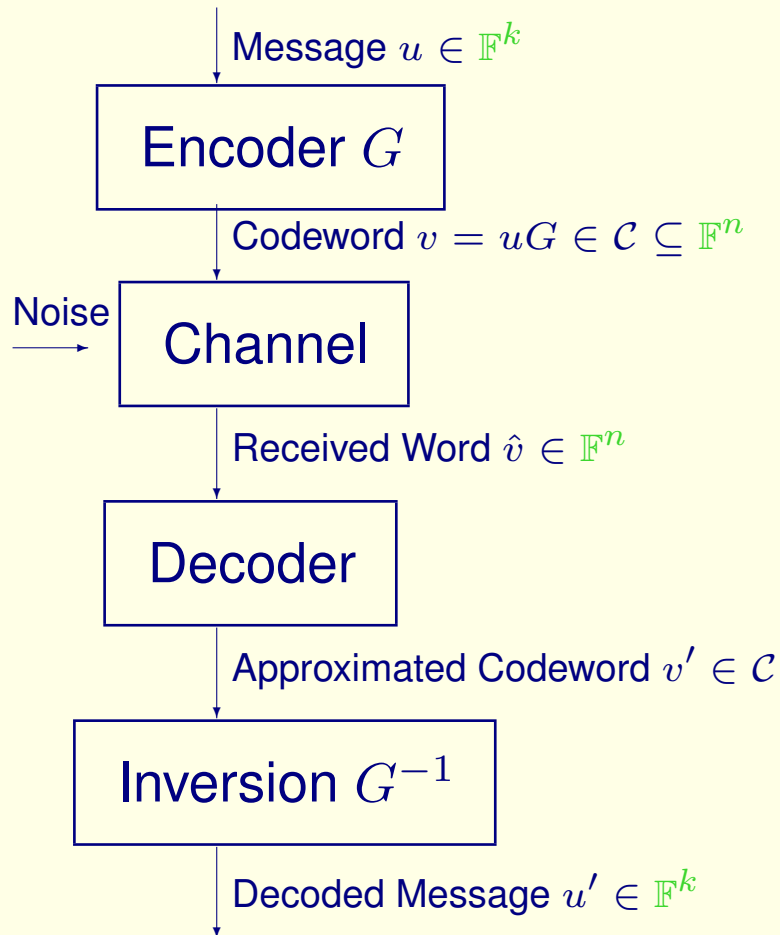 Message u ∈ 𝔽^k
Encoder G
Codeword v = uG ∈ 𝒞 ⊆ 𝔽^n
Noise
Channel
Received Word v̂ ∈ 𝔽^n
Decoder
Approximated Codeword v′ ∈ 𝒞
Inversion G^{−1}
Decoded Message u′ ∈ 𝔽^k